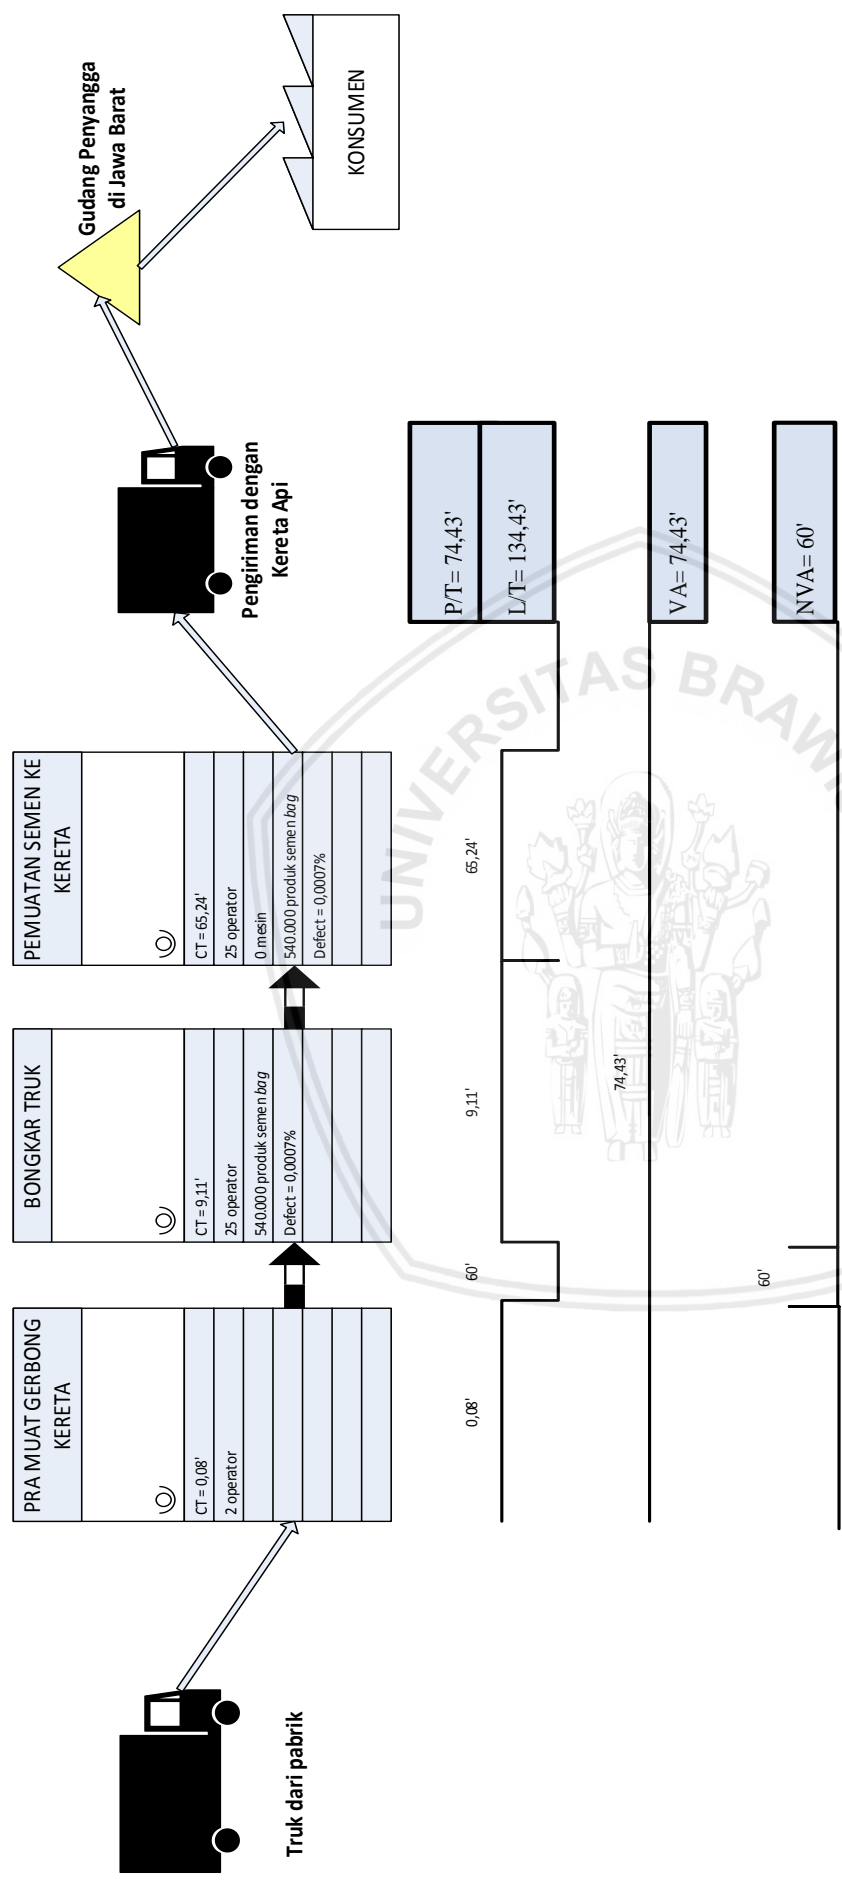 Truk dari pabrik
PRA MUAT GERBONG
KERETA
CT = 0,08'
2 operator
BONGKAR TRUK
CT = 9,11'
25 operator
540.000 produk semen bag
Defect = 0,0007%
PEMUATAN SEMEN KE
KERETA
CT = 65,24'
25 operator
0 mesin
540.000 produk semen bag
Defect = 0,0007%
Pengiriman dengan
Kereta Api
Gudang Penyangga
di Jawa Barat
KONSUMEN
0,08'
60'
9,11'
65,24'
P/T= 74,43'
L/T= 134,43'
74,43'
VA= 74,43'
60'
NVA= 60'
UNIVERSITAS BRAW